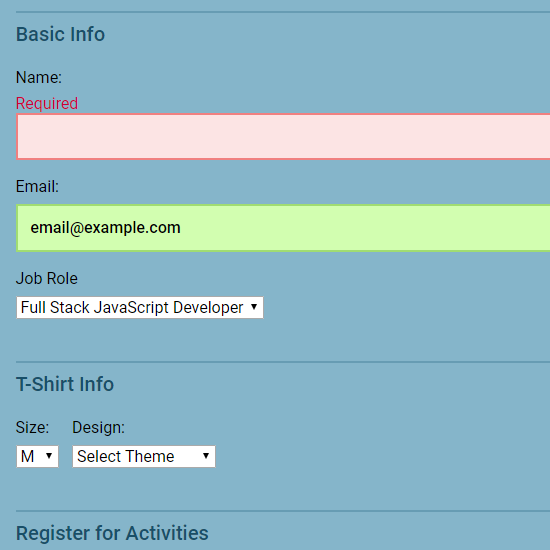 Basic Info
Name:
Required
Email:
email@example.com
Job Role
Full Stack JavaScript Developer
T-Shirt Info
Size: Design:
M Select Theme
Register for Activities